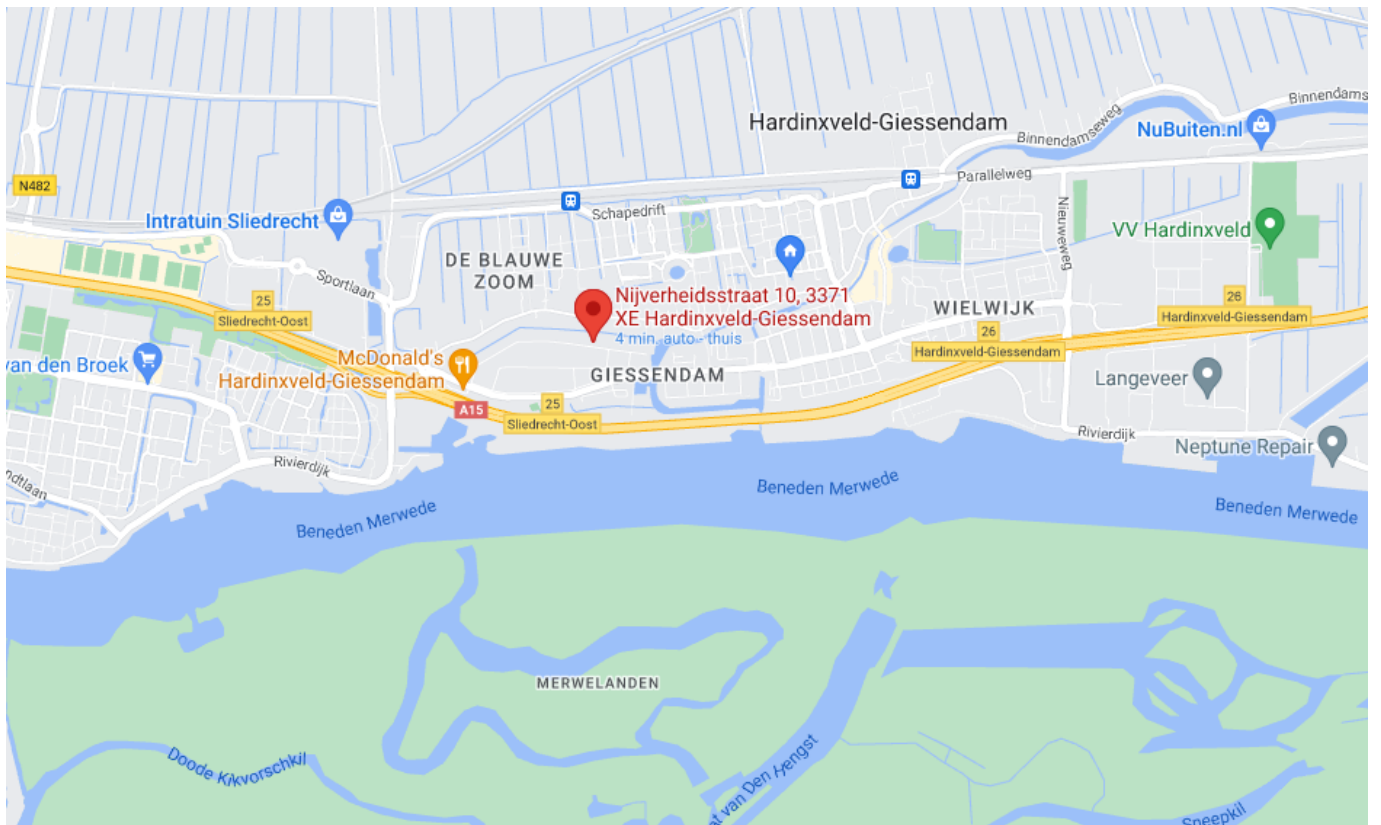 Hardinxveld-Giessendam
Binnendamseweg
Binnendams
NuBuiten.nl
N482
Parallelweg
Intratuin Sliedrecht
Schapedrift
Nieuweweg
VV Hardinxveld
DE BLAUWE
ZOOM
Sportlaan
25
Sliedrecht-Oost
Nijverheidsstraat 10, 3371
XE Hardinxveld-Giessendam
4 min. auto - thuis
WIELWIJK
26
Hardinxveld-Giessendam
26
Hardinxveld-Giessendam
van den Broek
McDonald's
Hardinxveld-Giessendam
GIESSENDAM
Langeveer
A15
25
Sliedrecht-Oost
Rivierdijk
Neptune Repair
Rivierdijk
ndtlaan
Beneden Merwede
Beneden Merwede
Beneden Merwede
MERWELANDEN
Doode Kikvorschkil
at van Den Hengst
Sneepkil